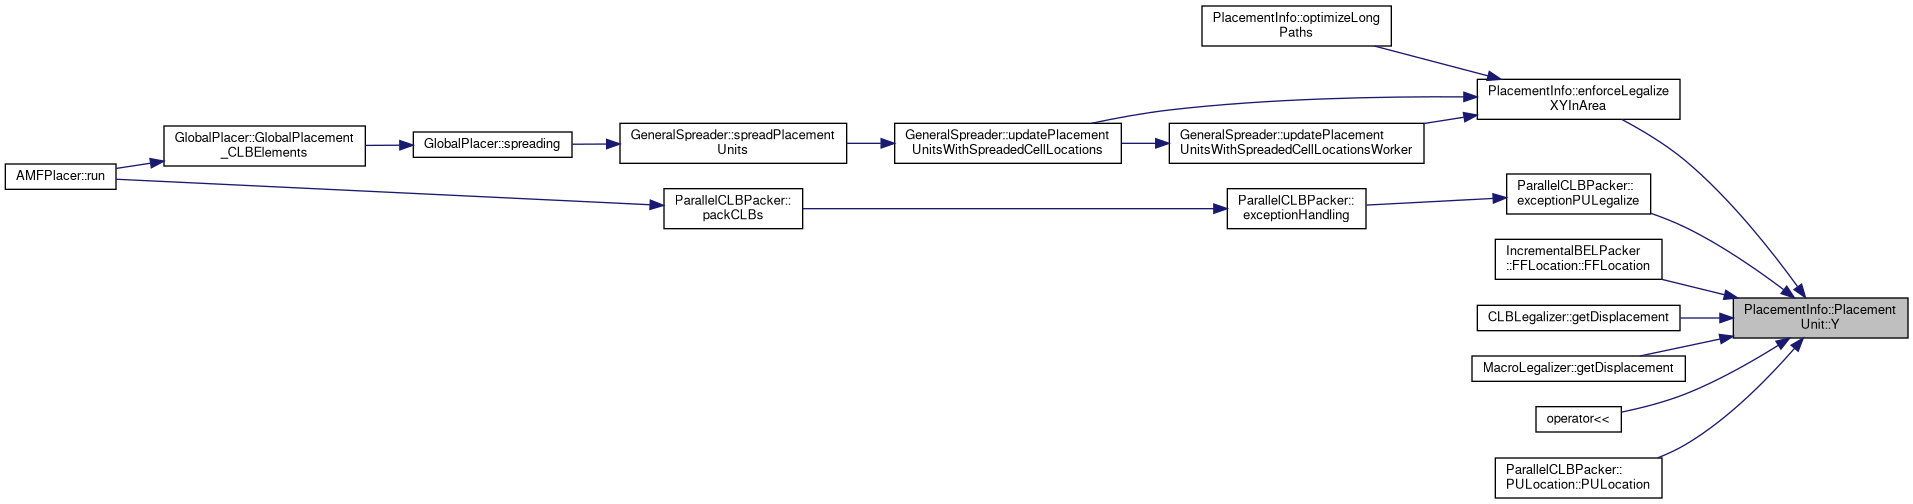 PlacementInfo::optimizeLong
Paths
PlacementInfo::enforceLegalize
XYInArea
GlobalPlacer::GlobalPlacement
_CLBElements
GlobalPlacer::spreading
GeneralSpreader::spreadPlacement
Units
GeneralSpreader::updatePlacement
UnitsWithSpreadedCellLocations
GeneralSpreader::updatePlacement
UnitsWithSpreadedCellLocationsWorker
AMFPlacer::run
ParallelCLBPacker::
packCLBs
ParallelCLBPacker::
exceptionHandling
ParallelCLBPacker::
exceptionPULegalize
IncrementalBELPacker
::FFLocation::FFLocation
PlacementInfo::Placement
Unit::Y
CLBLegalizer::getDisplacement
MacroLegalizer::getDisplacement
operator<<
ParallelCLBPacker::
PULocation::PULocation